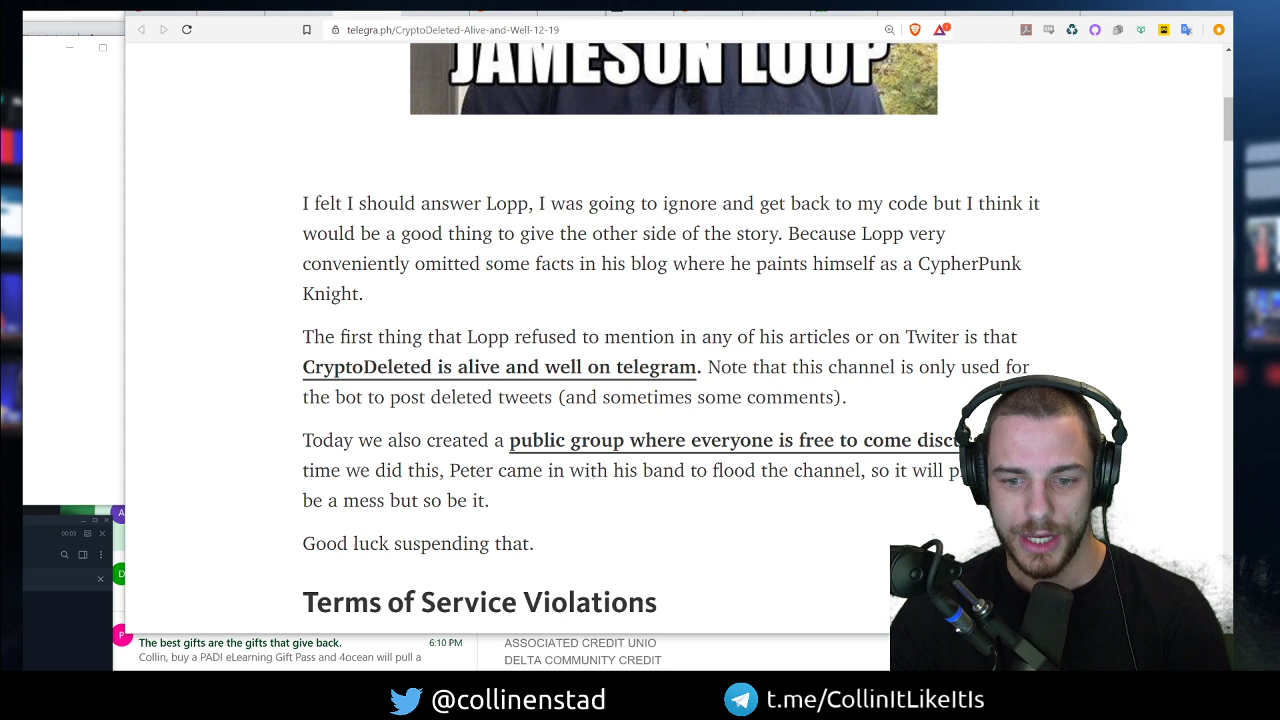 telegra.ph/CryptoDeleted-Alive-and-Well-12-19
JAMESON LOOP
I felt I should answer Lopp, I was going to ignore and get back to my code but I think it
would be a good thing to give the other side of the story. Because Lopp very
conveniently omitted some facts in his blog where he paints himself as a CypherPunk
Knight.
The first thing that Lopp refused to mention in any of his articles or on Twiter is that
CryptoDeleted is alive and well on telegram. Note that this channel is only used for
the bot to post deleted tweets (and sometimes some comments).
Today we also created a public group where everyone is free to come
time we did this, Peter came in with his band to flood the channel, so it will
be a mess but so be it.
Good luck suspending that.
Terms of Service Violations
00:03
A
D
P
The best gifts are the gifts that give back. 6:10 PM
Collin, buy a PADI eLearning Gift Pass and 4ocean will pull a
ASSOCIATED CREDIT UNIO
DELTA COMMUNITY CREDIT
@collinenstad
t.me/CollinItLikeItIs